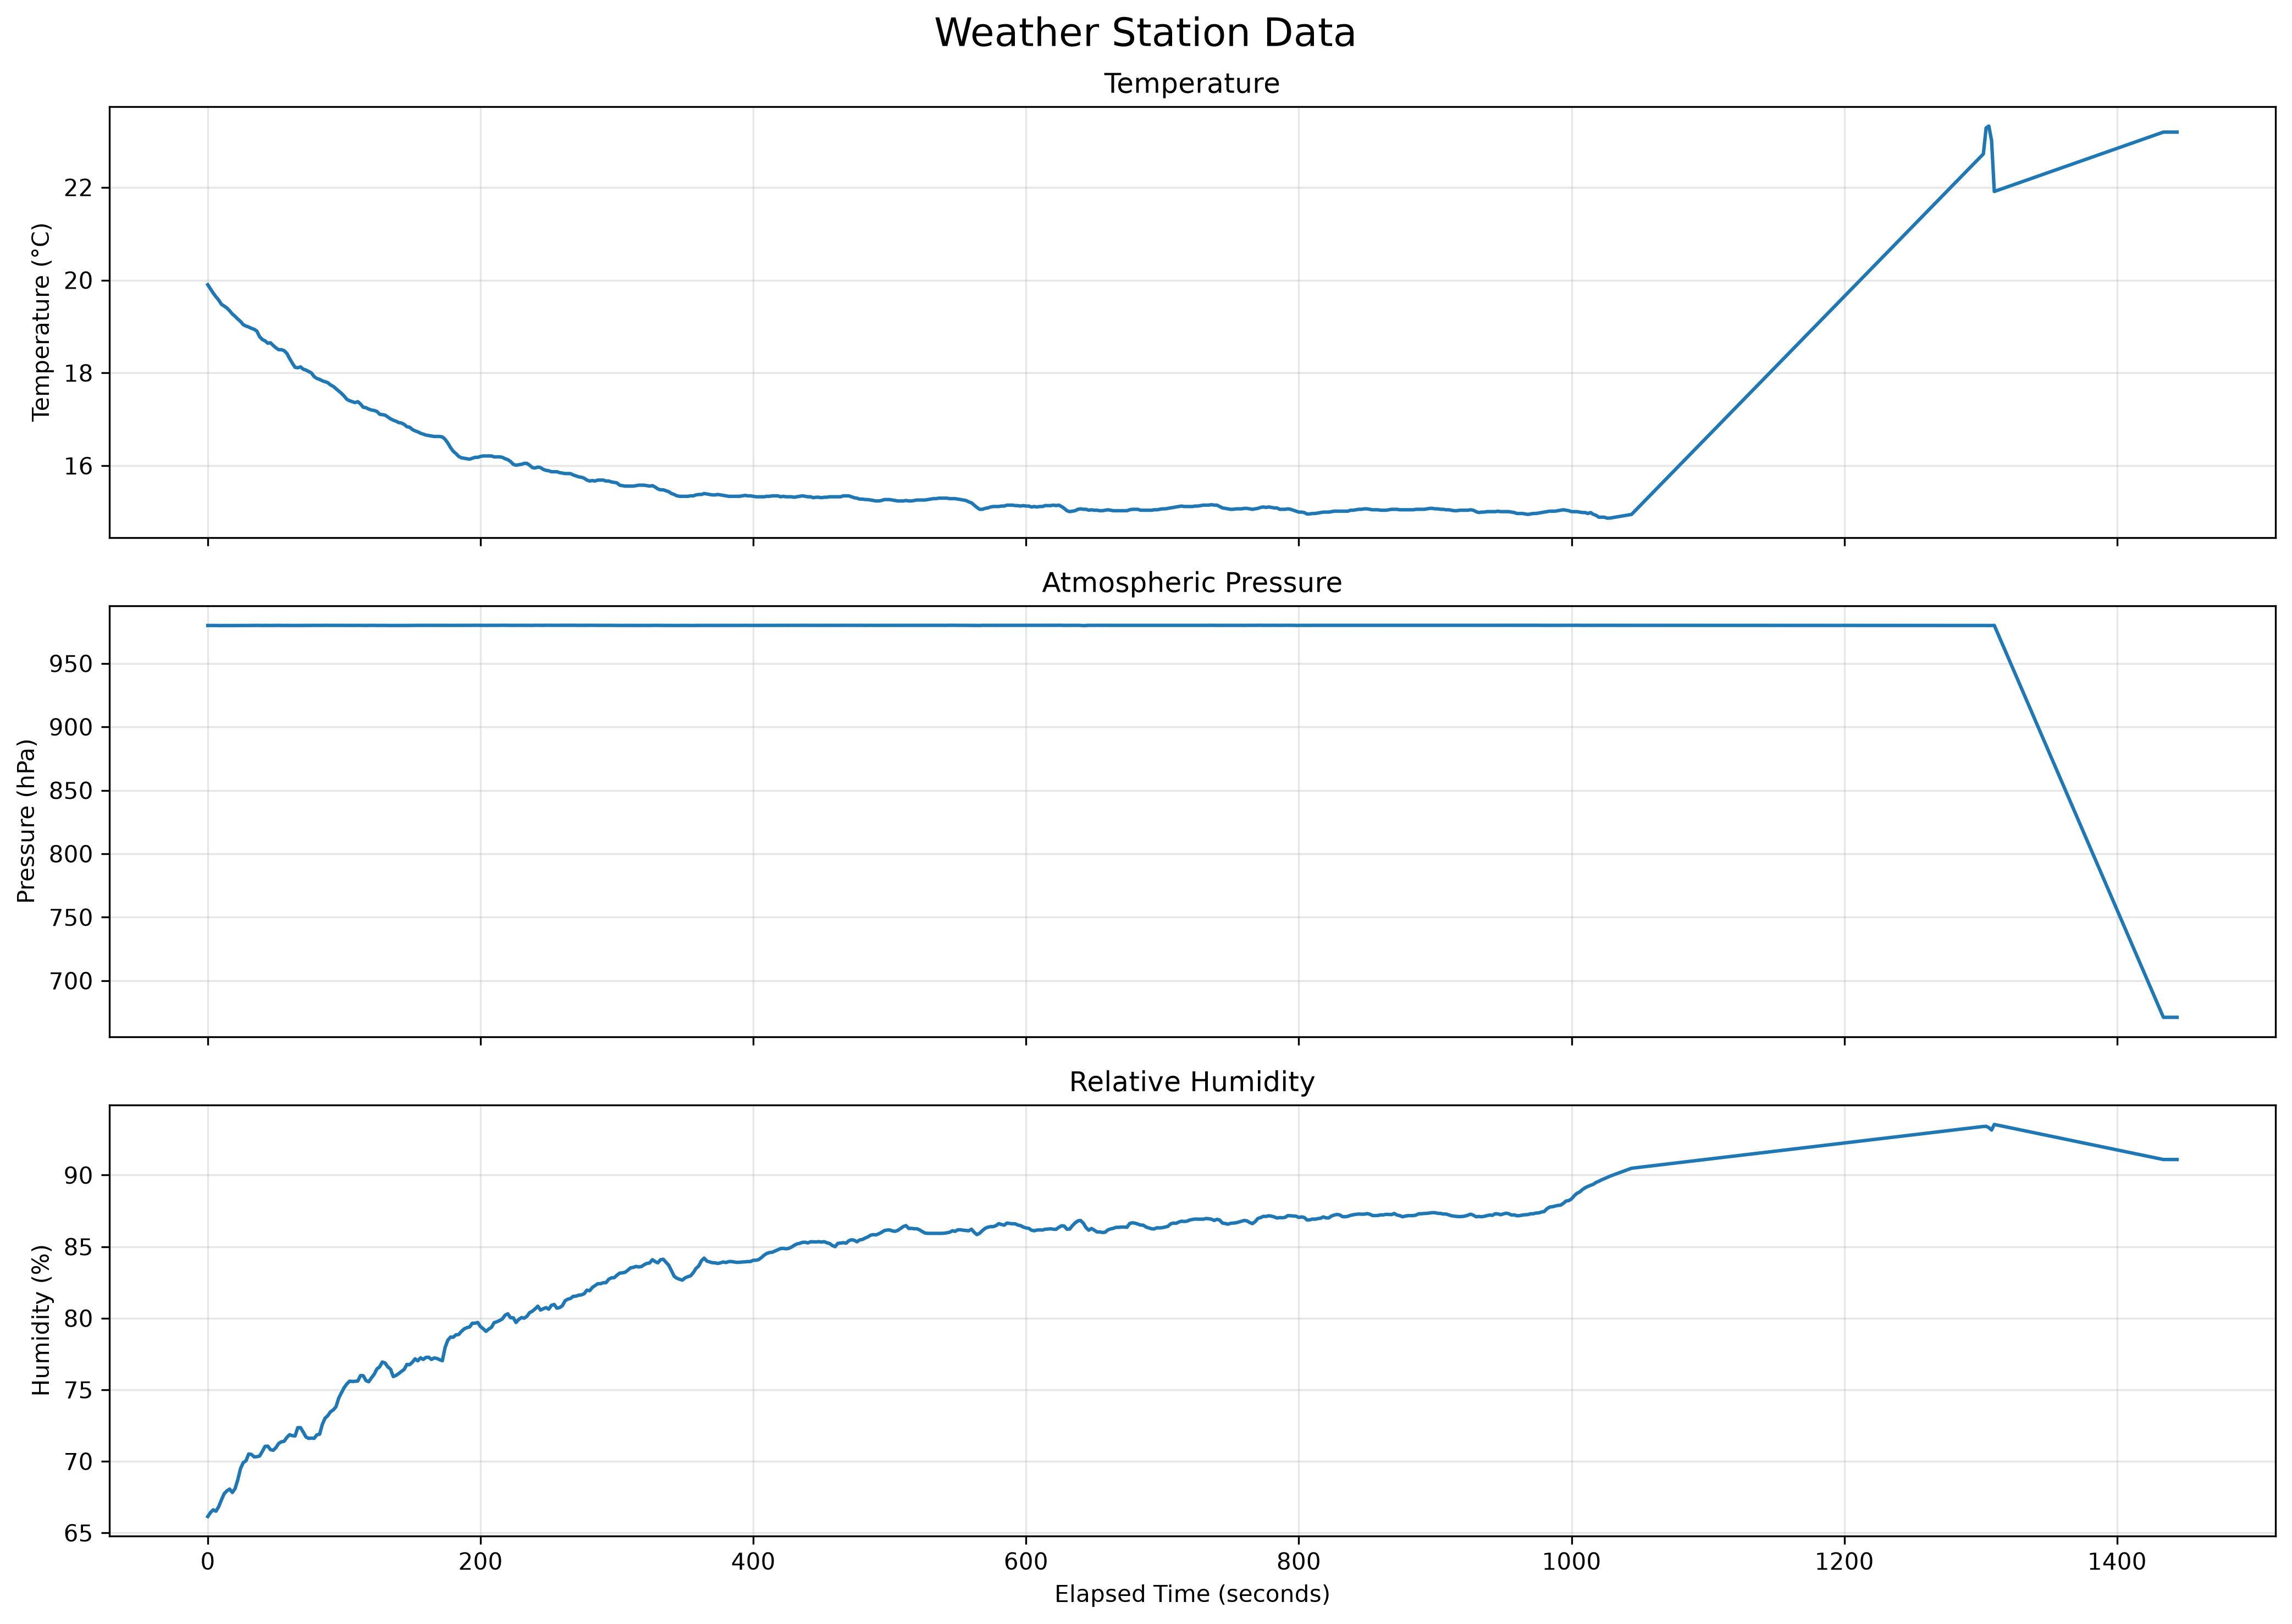 Weather Station Data
Temperature
Temperature (°C)
22
20
18
16
Atmospheric Pressure
Pressure (hPa)
950
900
850
800
750
700
Relative Humidity
Humidity (%)
90
85
80
75
70
65
0 200 400 600 800 1000 1200 1400
Elapsed Time (seconds)